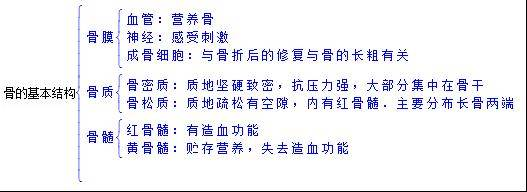 血管：营养骨
骨膜 神经：感受刺激
成骨细胞：与骨折后的修复与骨的长粗有关
骨的基本结构 骨质 骨密质：质地坚硬致密，抗压力强，大部分集中在骨干
骨松质：质地疏松有空隙，内有红骨髓．主要分布长骨两端
骨髓 红骨髓：有造血功能
黄骨髓：贮存营养，失去造血功能